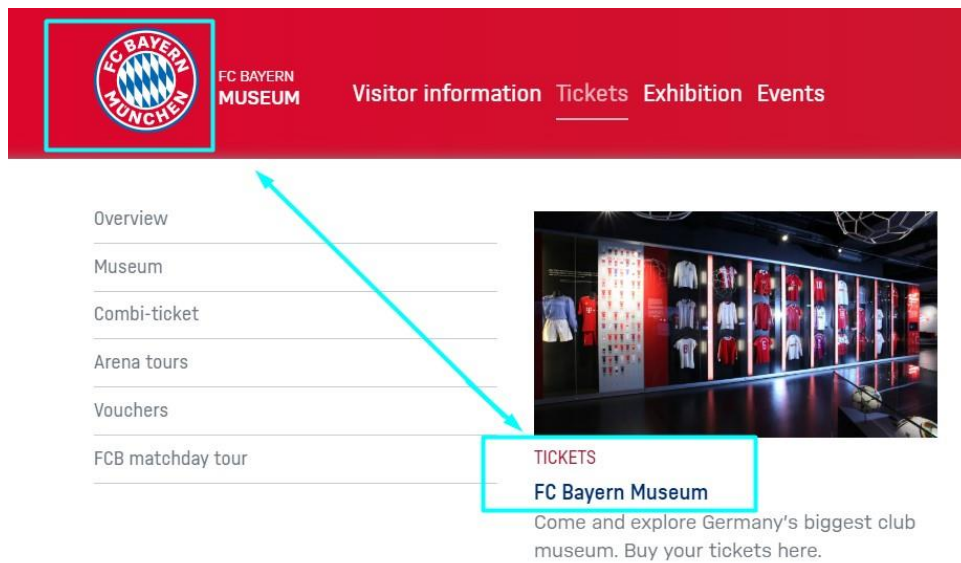 FC BAYERN
MÜNCHEN
FC BAYERN
MUSEUM
Visitor information Tickets Exhibition Events
Overview
Museum
Combi-ticket
Arena tours
Vouchers
FCB matchday tour
TICKETS
FC Bayern Museum
Come and explore Germany's biggest club
museum. Buy your tickets here.